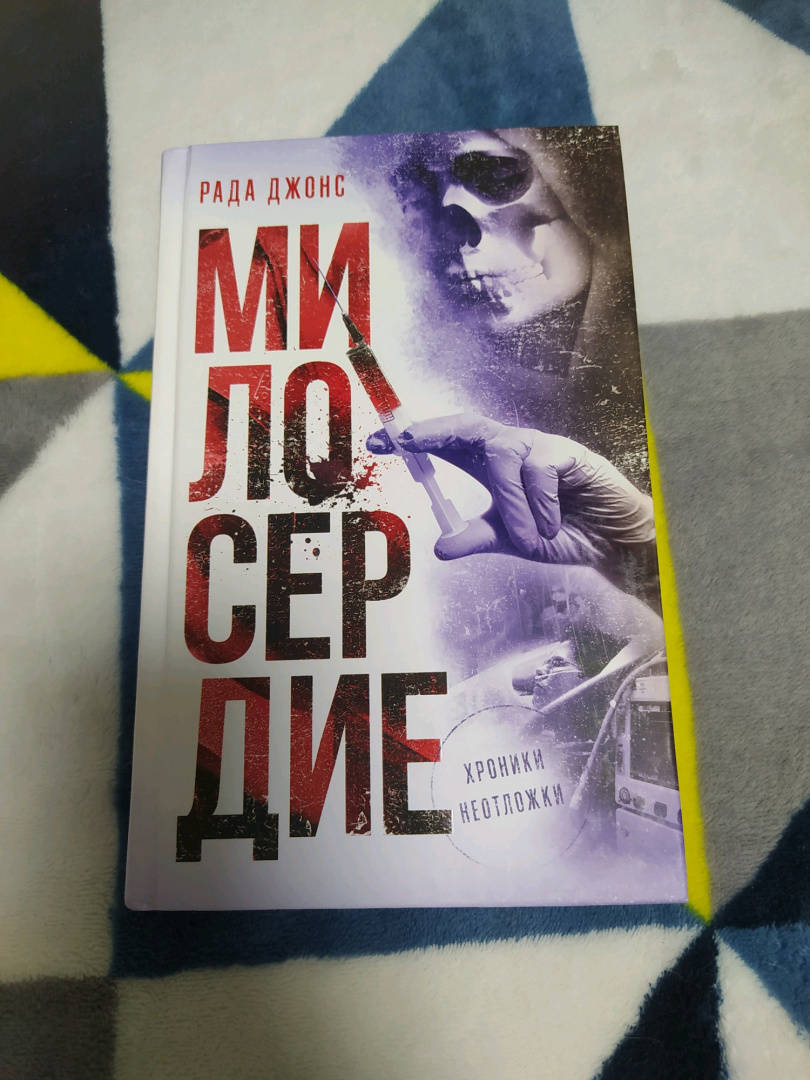 РАДА ДЖОНС
МИ
ЛО
СЕР
ДИЕ
ХРОНИКИ
НЕОТЛОЖКИ